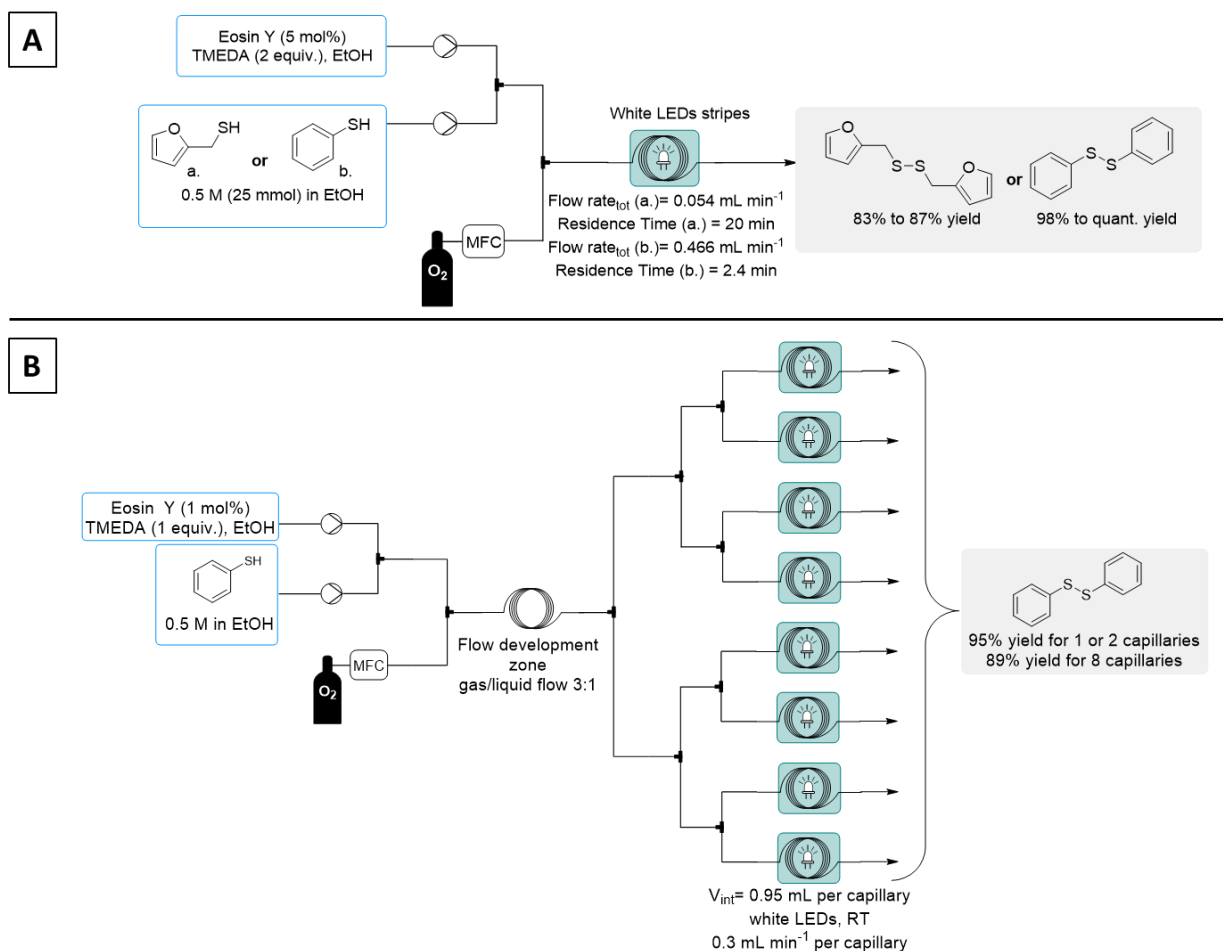 A
Eosin Y (5 mol%)
TMEDA (2 equiv.), EtOH
O
SH
a.
or
SH
b.
0.5 M (25 mmol) in EtOH
O₂
MFC
White LEDs stripes
Flow rate_tot (a.)= 0.054 mL min⁻¹
Residence Time (a.) = 20 min
Flow rate_tot (b.)= 0.466 mL min⁻¹
Residence Time (b.) = 2.4 min
O
S–S
O
83% to 87% yield
or
S
S
98% to quant. yield
B
Eosin Y (1 mol%)
TMEDA (1 equiv.), EtOH
SH
0.5 M in EtOH
O₂
MFC
Flow development
zone
gas/liquid flow 3:1
V_int= 0.95 mL per capillary
white LEDs, RT
0.3 mL min⁻¹ per capillary
S
S
95% yield for 1 or 2 capillaries
89% yield for 8 capillaries